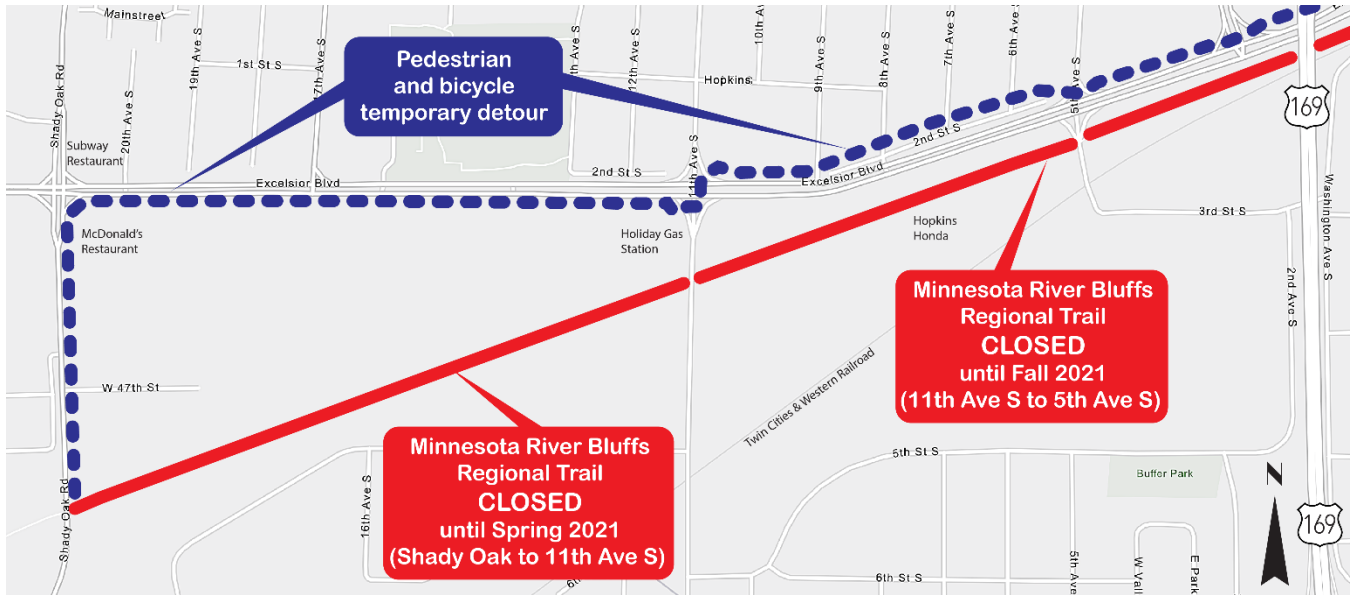 Mainstreet
Shady Oak Rd
20th Ave S
19th Ave S
1st St S
17th Ave S
12th Ave S
10th Ave
Hopkins
9th Ave S
8th Ave S
7th Ave S
6th Ave S
5th Ave S
Pedestrian
and bicycle
temporary detour
169
Subway
Restaurant
2nd St S
Excelsior Blvd
11th Ave S
2nd St S
Excelsior Blvd
McDonald's
Restaurant
Holiday Gas
Station
Hopkins
Honda
3rd St S
Washington Ave S
2nd Ave S
Minnesota River Bluffs
Regional Trail
CLOSED
until Fall 2021
(11th Ave S to 5th Ave S)
W 47th St
Twin Cities & Western Railroad
Minnesota River Bluffs
Regional Trail
CLOSED
until Spring 2021
(Shady Oak to 11th Ave S)
Shady Oak Rd
16th Ave S
5th St S
Buffer Park
N
169
6th St S
5th Ave
W Vall
E Park